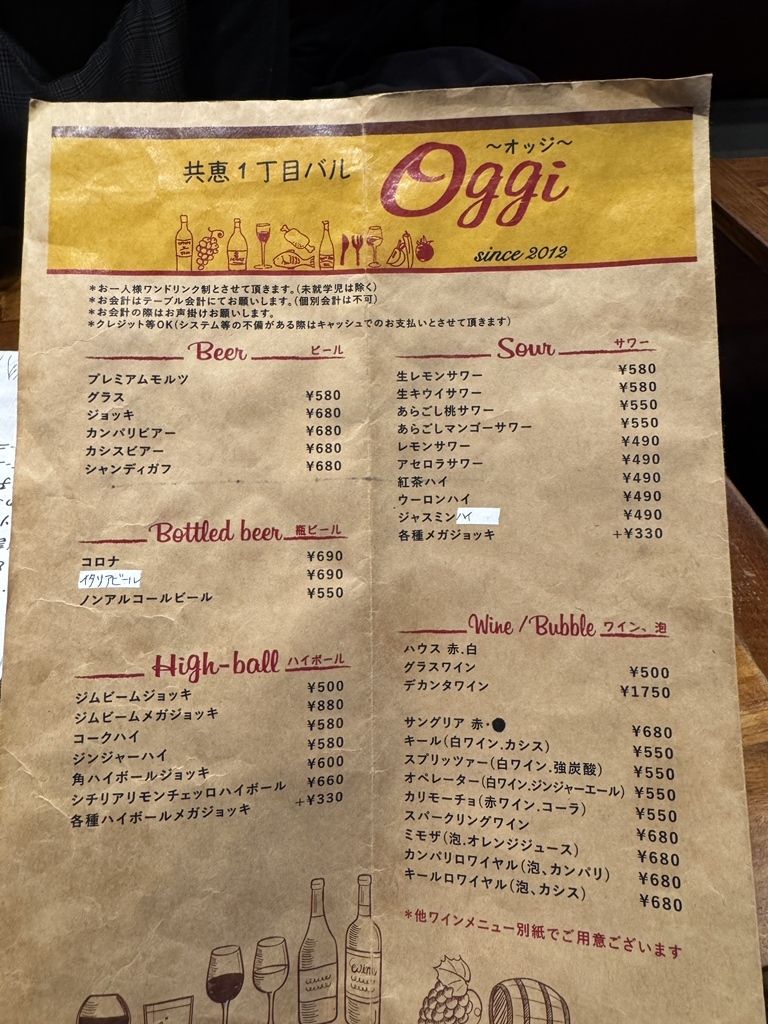 共恵1丁目バル
～オッジ～
Oggi
since 2012
＊お一人様ワンドリンク制とさせて頂きます。(未就学児は除く)
＊お会計はテーブル会計にてお願いします。(個別会計は不可)
＊お会計の際はお声掛けお願いします。
＊クレジット等OK(システム等の不備がある際はキャッシュでのお支払いとさせて頂きます)
Beer ビール
プレミアムモルツ
グラス ¥580
ジョッキ ¥680
カンパリビアー ¥680
カシスビアー ¥680
シャンディガフ ¥680
Bottled beer 瓶ビール
コロナ ¥690
イタリアビール ¥690
ノンアルコールビール ¥550
High-ball ハイボール
ジムビームジョッキ ¥500
ジムビームメガジョッキ ¥880
コークハイ ¥580
ジンジャーハイ ¥580
角ハイボールジョッキ ¥600
シチリアリモンチェッロハイボール ¥660
各種ハイボールメガジョッキ +¥330
Sour サワー
生レモンサワー ¥580
生キウイサワー ¥580
あらごし桃サワー ¥550
あらごしマンゴーサワー ¥550
レモンサワー ¥490
アセロラサワー ¥490
紅茶ハイ ¥490
ウーロンハイ ¥490
ジャスミンハイ ¥490
各種メガジョッキ +¥330
Wine / Bubble ワイン、泡
ハウス 赤.白
グラスワイン ¥500
デカンタワイン ¥1750
サングリア 赤・ ¥680
キール(白ワイン.カシス) ¥550
スプリッツァー(白ワイン.強炭酸) ¥550
オペレーター(白ワイン.ジンジャーエール) ¥550
カリモーチョ(赤ワイン.コーラ) ¥550
スパークリングワイン ¥680
ミモザ(泡.オレンジジュース) ¥680
カンパリロワイヤル(泡、カンパリ) ¥680
キールロワイヤル(泡、カシス) ¥680
＊他ワインメニュー別紙でご用意ございます